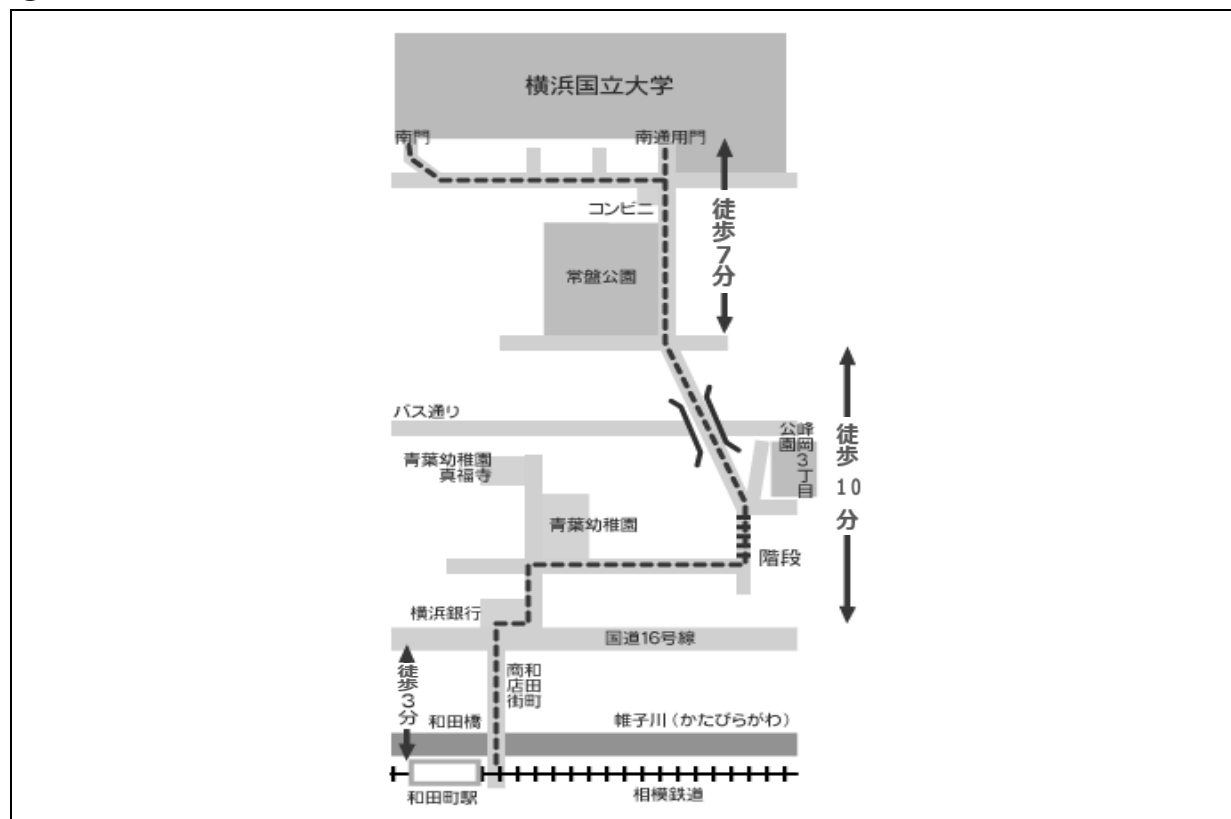 横浜国立大学
南門
南通用門
コンビニ
徒歩7分
常盤公園
バス通り
峰岡3丁目
公園
徒歩10分
青葉幼稚園
真福寺
青葉幼稚園
階段
横浜銀行
国道16号線
徒歩3分
和田町
商店街
和田橋
帷子川(かたびらがわ)
和田町駅
相模鉄道